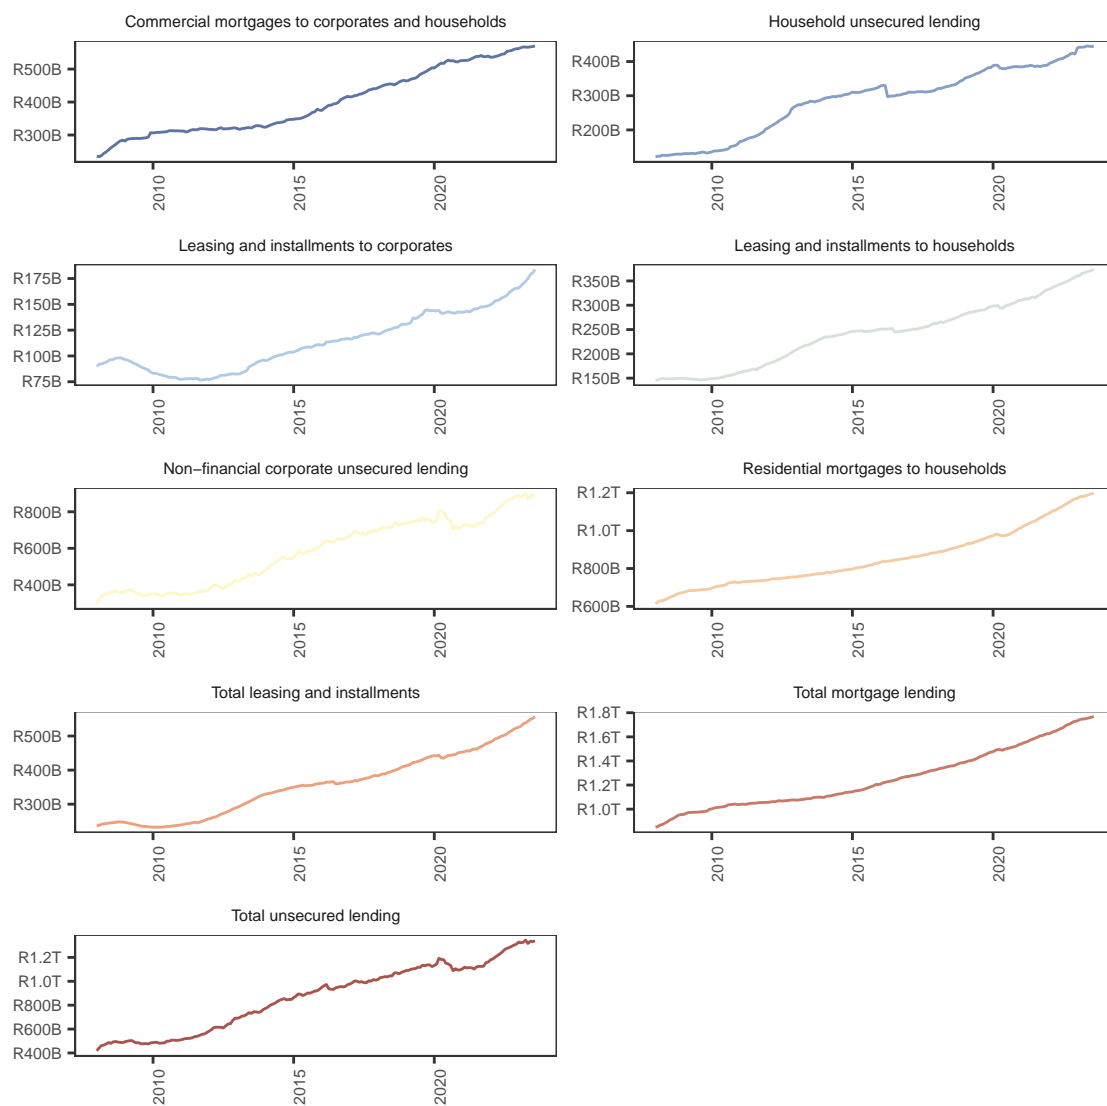 Commercial mortgages to corporates and households
R500B
R400B
R300B
2010
2015
2020
Household unsecured lending
R400B
R300B
R200B
2010
2015
2020
Leasing and installments to corporates
R175B
R150B
R125B
R100B
R75B
2010
2015
2020
Leasing and installments to households
R350B
R300B
R250B
R200B
R150B
2010
2015
2020
Non−financial corporate unsecured lending
R800B
R600B
R400B
2010
2015
2020
Residential mortgages to households
R1.2T
R1.0T
R800B
R600B
2010
2015
2020
Total leasing and installments
R500B
R400B
R300B
2010
2015
2020
Total mortgage lending
R1.8T
R1.6T
R1.4T
R1.2T
R1.0T
2010
2015
2020
Total unsecured lending
R1.2T
R1.0T
R800B
R600B
R400B
2010
2015
2020